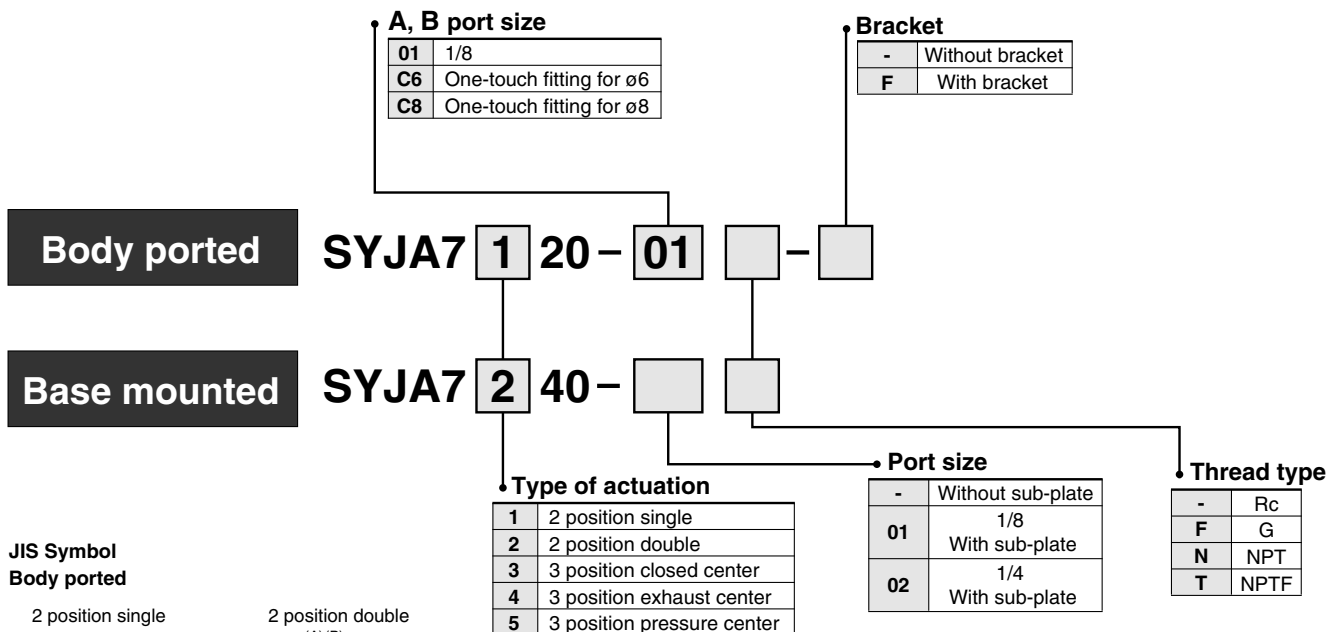 A, B port size
01 1/8
C6 One-touch fitting for ø6
C8 One-touch fitting for ø8
Bracket
- Without bracket
F With bracket
Body ported
SYJA7 1 20 – 01 –
Base mounted
SYJA7 2 40 –
Type of actuation
1 2 position single
2 2 position double
3 3 position closed center
4 3 position exhaust center
5 3 position pressure center
Port size
- Without sub-plate
01 1/8
With sub-plate
02 1/4
With sub-plate
Thread type
- Rc
F G
N NPT
T NPTF
JIS Symbol
Body ported
2 position single 2 position double